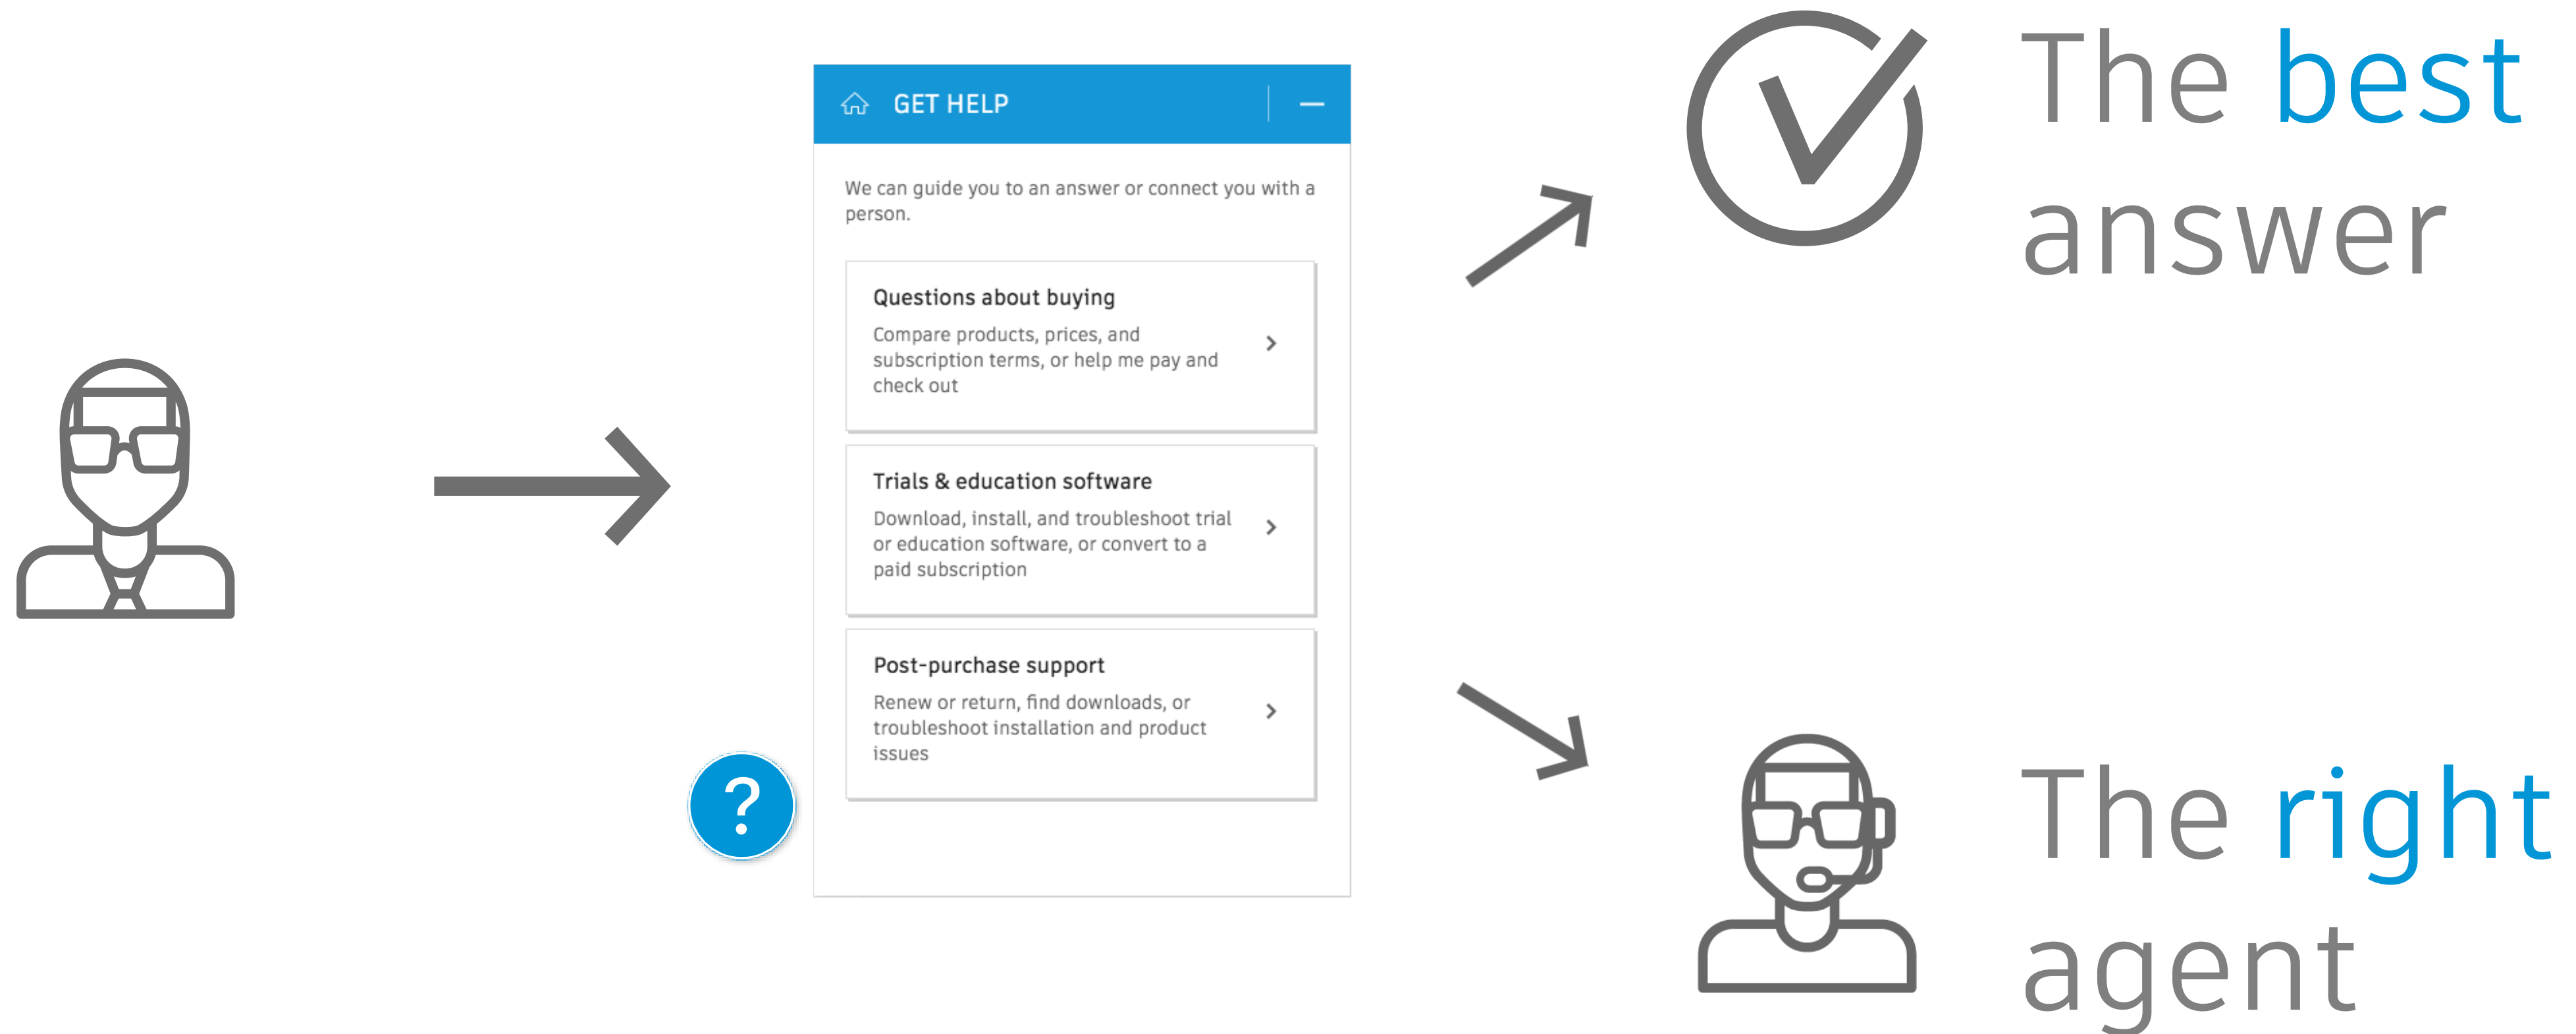 GET HELP
We can guide you to an answer or connect you with a
person.
Questions about buying
Compare products, prices, and
subscription terms, or help me pay and
check out
Trials & education software
Download, install, and troubleshoot trial
or education software, or convert to a
paid subscription
Post-purchase support
Renew or return, find downloads, or
troubleshoot installation and product
issues
?
The best
answer
The right
agent